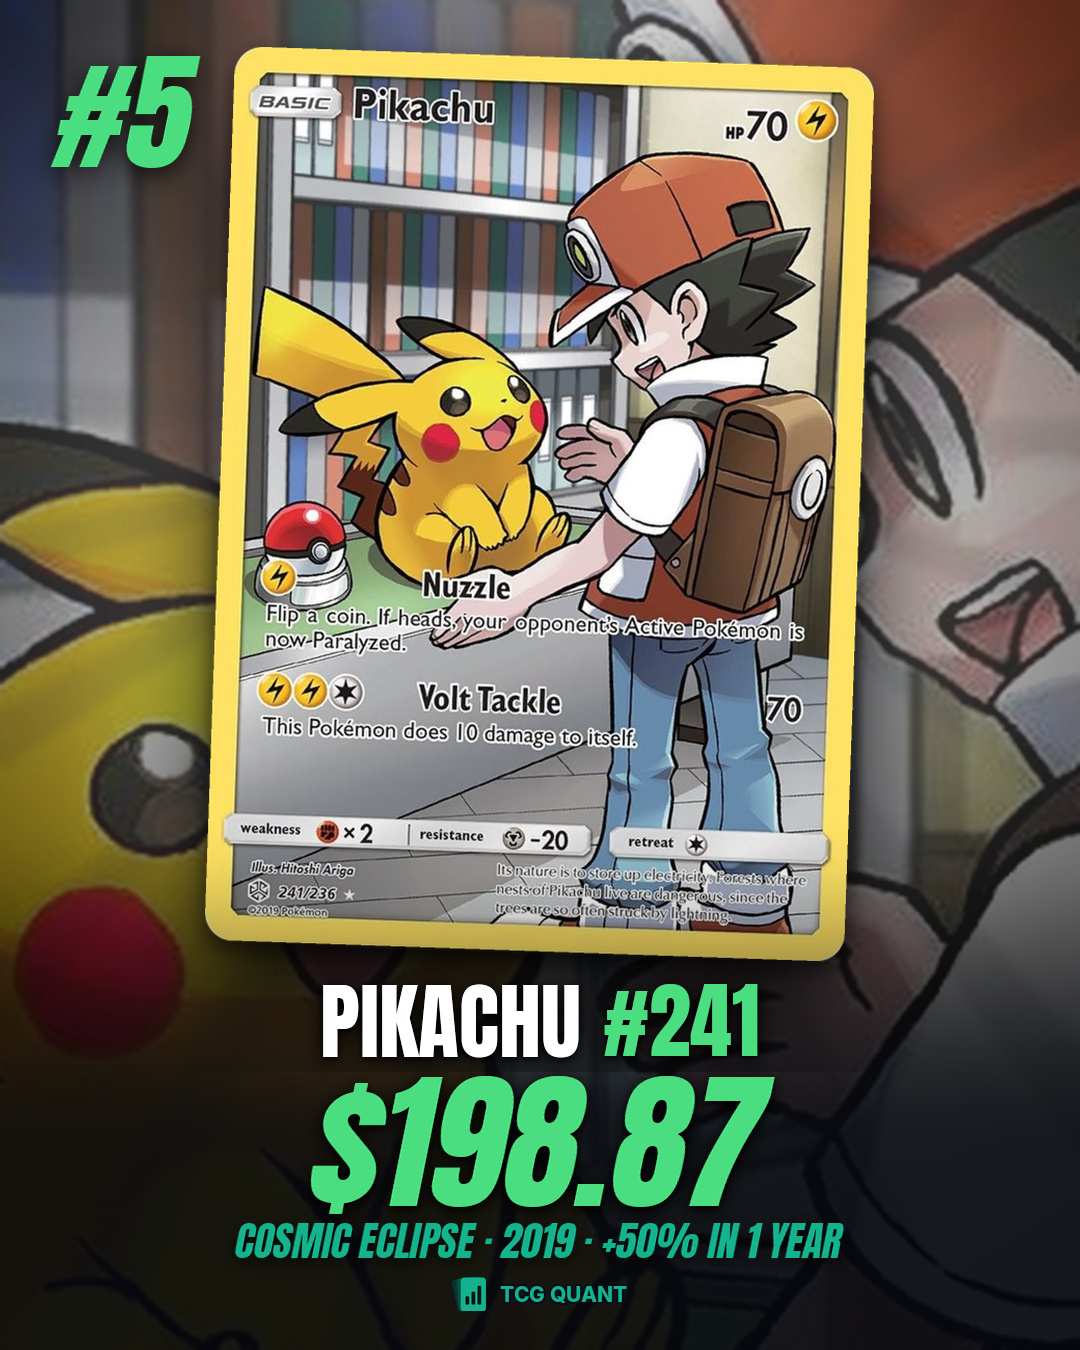 #5
BASIC Pikachu HP 70
Nuzzle
Flip a coin. If heads, your opponent's Active Pokémon is
now Paralyzed.
Volt Tackle 70
This Pokémon does 10 damage to itself.
weakness ×2 resistance -20 retreat
Illus. Hitoshi Ariga
241/236
©2019 Pokémon
Its nature is to store up electricity. Forests where
nests of Pikachu live are dangerous, since the
trees are so often struck by lightning.
PIKACHU #241
$198.87
COSMIC ECLIPSE · 2019 · +50% IN 1 YEAR
TCG QUANT